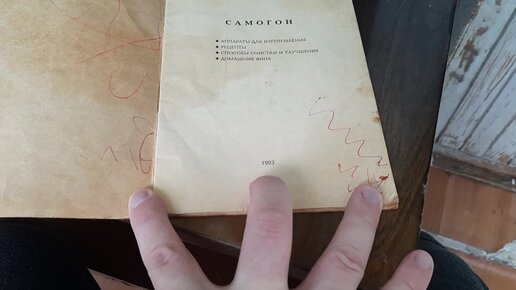 САМОГОН
• АППАРАТЫ ДЛЯ ИЗГОТОВЛЕНИЯ
• РЕЦЕПТЫ
• СПОСОБЫ ОЧИСТКИ И УЛУЧШЕНИЯ
• ДОМАШНИЕ ВИНА
1993